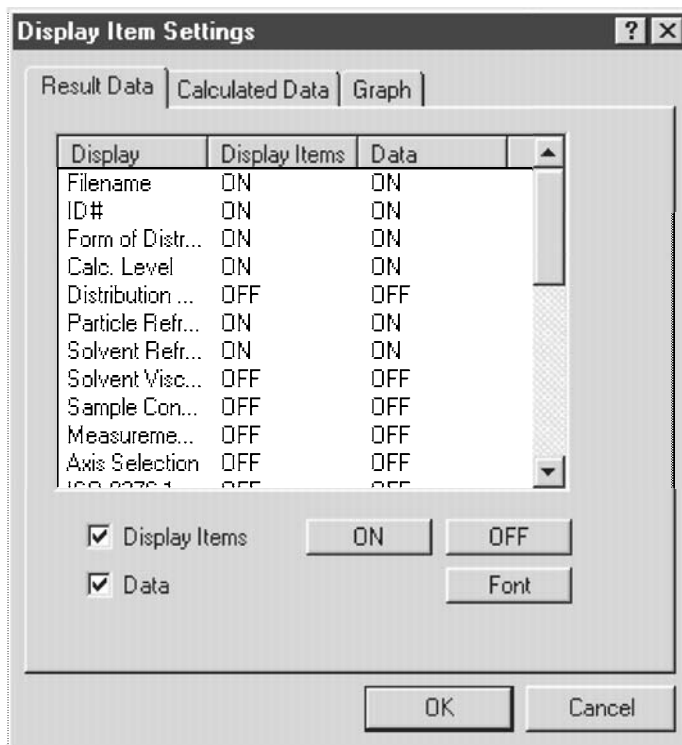 Display Item Settings
Result Data Calculated Data Graph
Display Display Items Data
Filename ON ON
ID# ON ON
Form of Distr... ON ON
Calc. Level ON ON
Distribution ... OFF OFF
Particle Refr... ON ON
Solvent Refr... ON ON
Solvent Visc... OFF OFF
Sample Con... OFF OFF
Measureme... OFF OFF
Axis Selection OFF OFF
OFF OFF
Display Items ON OFF
Data Font
OK Cancel